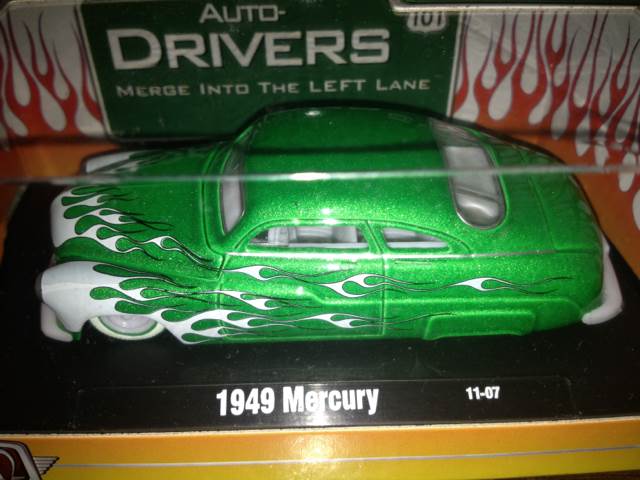 AUTO-
DRIVERS
101
MERGE INTO THE LEFT LANE
1949 Mercury 11-07